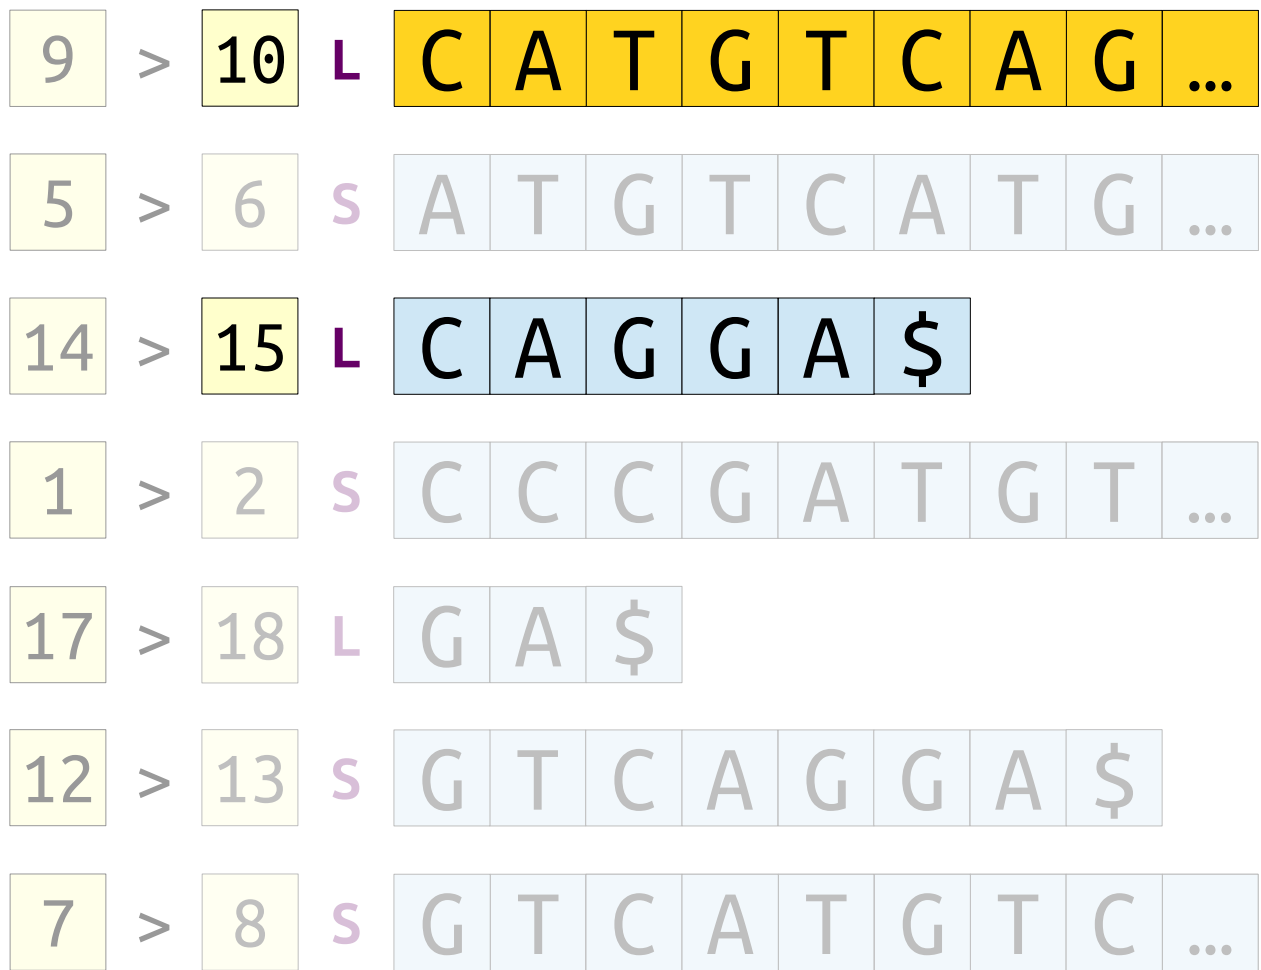 9 > 10 L C A T G T C A G ...
5 > 6 S A T G T C A T G ...
14 > 15 L C A G G A $
1 > 2 S C C C G A T G T ...
17 > 18 L G A $
12 > 13 S G T C A G G A $
7 > 8 S G T C A T G T C ...